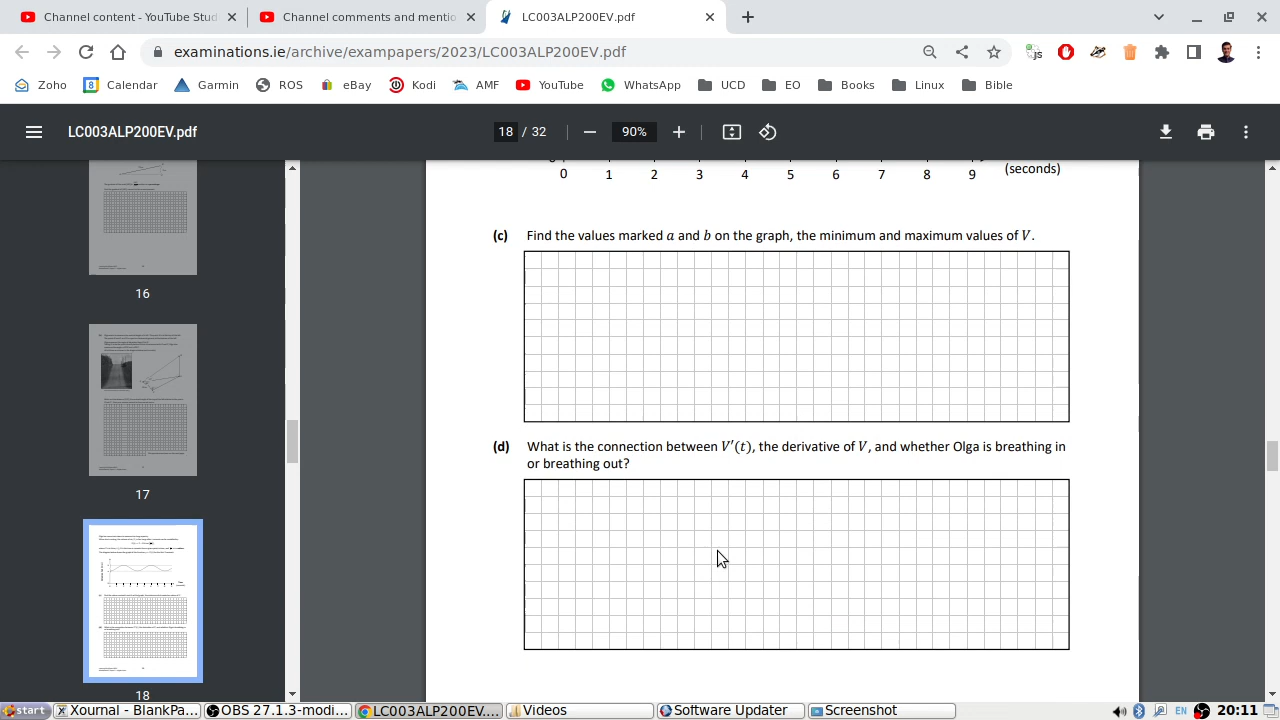 Channel content - YouTube Stud
Channel comments and mentio
LC003ALP200EV.pdf
examinations.ie/archive/exampapers/2023/LC003ALP200EV.pdf
JS
Zoho
8 Calendar
Garmin
ROS
eBay
Kodi
AMF
YouTube
WhatsApp
UCD
EO
Books
Linux
Bible
LC003ALP200EV.pdf
18 / 32
90%
16
17
18
(seconds)
0 1 2 3 4 5 6 7 8 9
(c) Find the values marked a and b on the graph, the minimum and maximum values of V.
(d) What is the connection between V′(t), the derivative of V, and whether Olga is breathing in
or breathing out?
start
Xournal - BlankPa...
OBS 27.1.3-modi...
LC003ALP200EV....
Videos
Software Updater
Screenshot
EN
20:11